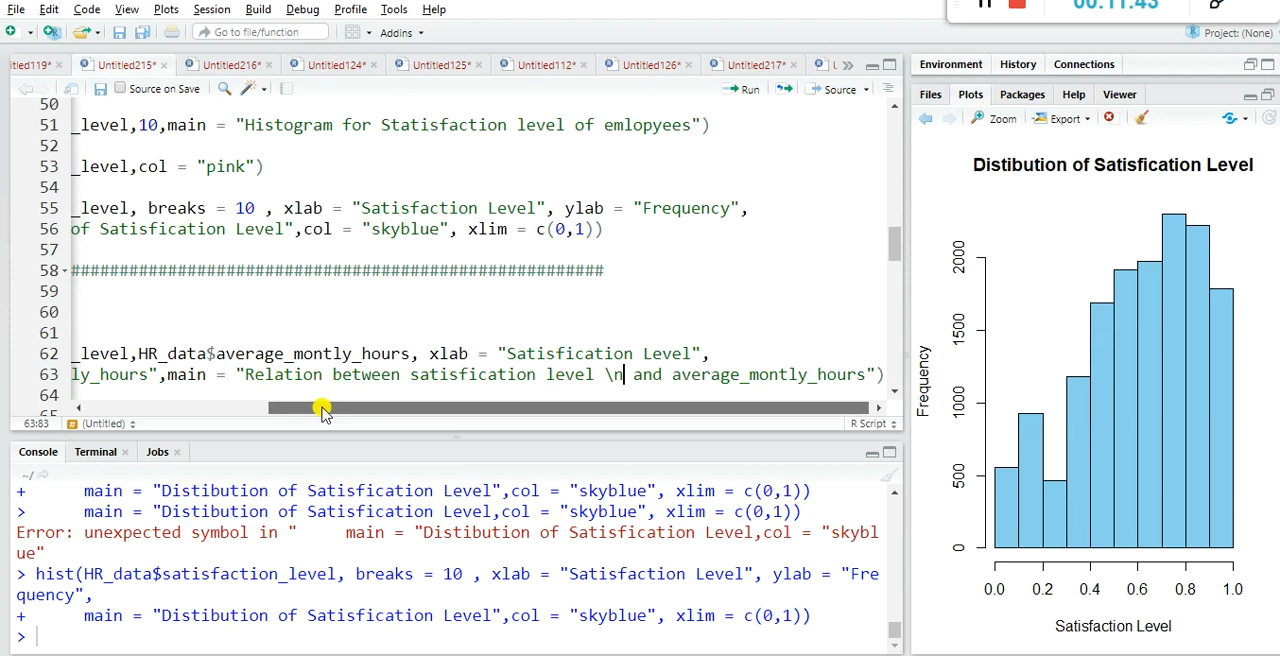 File Edit Code View Plots Session Build Debug Profile Tools Help
00:11:43
Go to file/function Addins Project: (None)
itled119* Untitled215* Untitled216* Untitled124* Untitled125* Untitled112* Untitled126* Untitled217*
Source on Save Run Source
50
51 _level,10,main = "Histogram for Statisfaction level of emlopyees")
52
53 _level,col = "pink")
54
55 _level, breaks = 10 , xlab = "Satisfaction Level", ylab = "Frequency",
56 of Satisfication Level",col = "skyblue", xlim = c(0,1))
57
58 #######################################################
59
60
61
62 _level,HR_data$average_montly_hours, xlab = "Satisfication Level",
63 ly_hours",main = "Relation between satisfication level \n and average_montly_hours")
64
65
63:83 (Untitled) R Script
Console Terminal Jobs
~/
+ main = "Distibution of Satisfication Level",col = "skyblue", xlim = c(0,1))
> main = "Distibution of Satisfication Level,col = "skyblue", xlim = c(0,1))
Error: unexpected symbol in " main = "Distibution of Satisfication Level,col = "skybl
ue"
> hist(HR_data$satisfaction_level, breaks = 10 , xlab = "Satisfaction Level", ylab = "Fre
quency",
+ main = "Distibution of Satisfication Level",col = "skyblue", xlim = c(0,1))
>
Environment History Connections
Files Plots Packages Help Viewer
Zoom Export
Distibution of Satisfication Level
Frequency
2000
1500
1000
500
0
0.0 0.2 0.4 0.6 0.8 1.0
Satisfaction Level